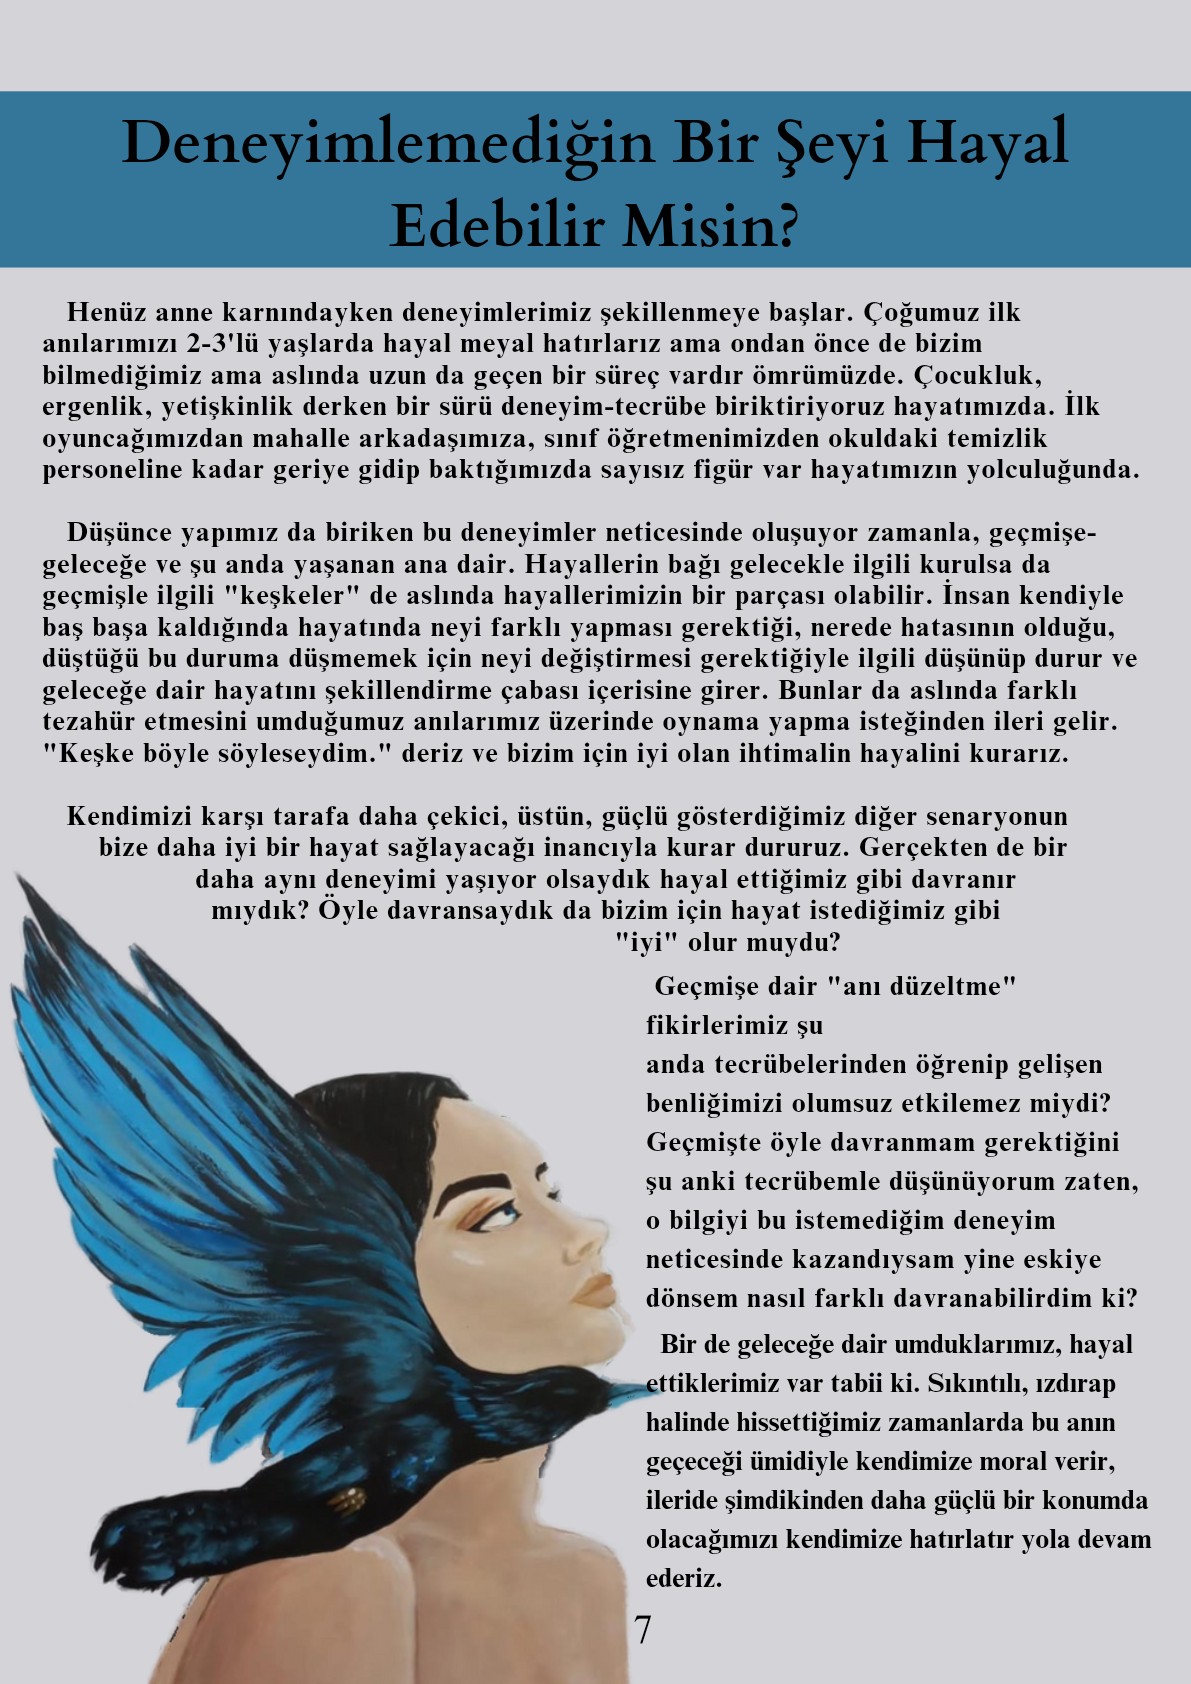 Deneyimlemediğin Bir Şeyi Hayal
Edebilir Misin?
Henüz anne karnındayken deneyimlerimiz şekillenmeye başlar. Çoğumuz ilk
anılarımızı 2-3'lü yaşlarda hayal meyal hatırlarız ama ondan önce de bizim
bilmediğimiz ama aslında uzun da geçen bir süreç vardır ömrümüzde. Çocukluk,
ergenlik, yetişkinlik derken bir sürü deneyim-tecrübe biriktiriyoruz hayatımızda. İlk
oyuncağımızdan mahalle arkadaşımıza, sınıf öğretmenimizden okuldaki temizlik
personeline kadar geriye gidip baktığımızda sayısız figür var hayatımızın yolculuğunda.
Düşünce yapımız da biriken bu deneyimler neticesinde oluşuyor zamanla, geçmişe-
geleceğe ve şu anda yaşanan ana dair. Hayallerin bağı gelecekle ilgili kurulsa da
geçmişle ilgili "keşkeler" de aslında hayallerimizin bir parçası olabilir. İnsan kendiyle
baş başa kaldığında hayatında neyi farklı yapması gerektiği, nerede hatasının olduğu,
düştüğü bu duruma düşmemek için neyi değiştirmesi gerektiğiyle ilgili düşünüp durur ve
geleceğe dair hayatını şekillendirme çabası içerisine girer. Bunlar da aslında farklı
tezahür etmesini umduğumuz anılarımız üzerinde oynama yapma isteğinden ileri gelir.
"Keşke böyle söyleseydim." deriz ve bizim için iyi olan ihtimalin hayalini kurarız.
Kendimizi karşı tarafa daha çekici, üstün, güçlü gösterdiğimiz diğer senaryonun
bize daha iyi bir hayat sağlayacağı inancıyla kurar dururuz. Gerçekten de bir
daha aynı deneyimi yaşıyor olsaydık hayal ettiğimiz gibi davranır
mıydık? Öyle davransaydık da bizim için hayat istediğimiz gibi
"iyi" olur muydu?
Geçmişe dair "anı düzeltme"
fikirlerimiz şu
anda tecrübelerinden öğrenip gelişen
benliğimizi olumsuz etkilemez miydi?
Geçmişte öyle davranmam gerektiğini
şu anki tecrübemle düşünüyorum zaten,
o bilgiyi bu istemediğim deneyim
neticesinde kazandıysam yine eskiye
dönsem nasıl farklı davranabilirdim ki?
Bir de geleceğe dair umduklarımız, hayal
ettiklerimiz var tabii ki. Sıkıntılı, ızdırap
halinde hissettiğimiz zamanlarda bu anın
geçeceği ümidiyle kendimize moral verir,
ileride şimdikinden daha güçlü bir konumda
olacağımızı kendimize hatırlatır yola devam
ederiz.
7